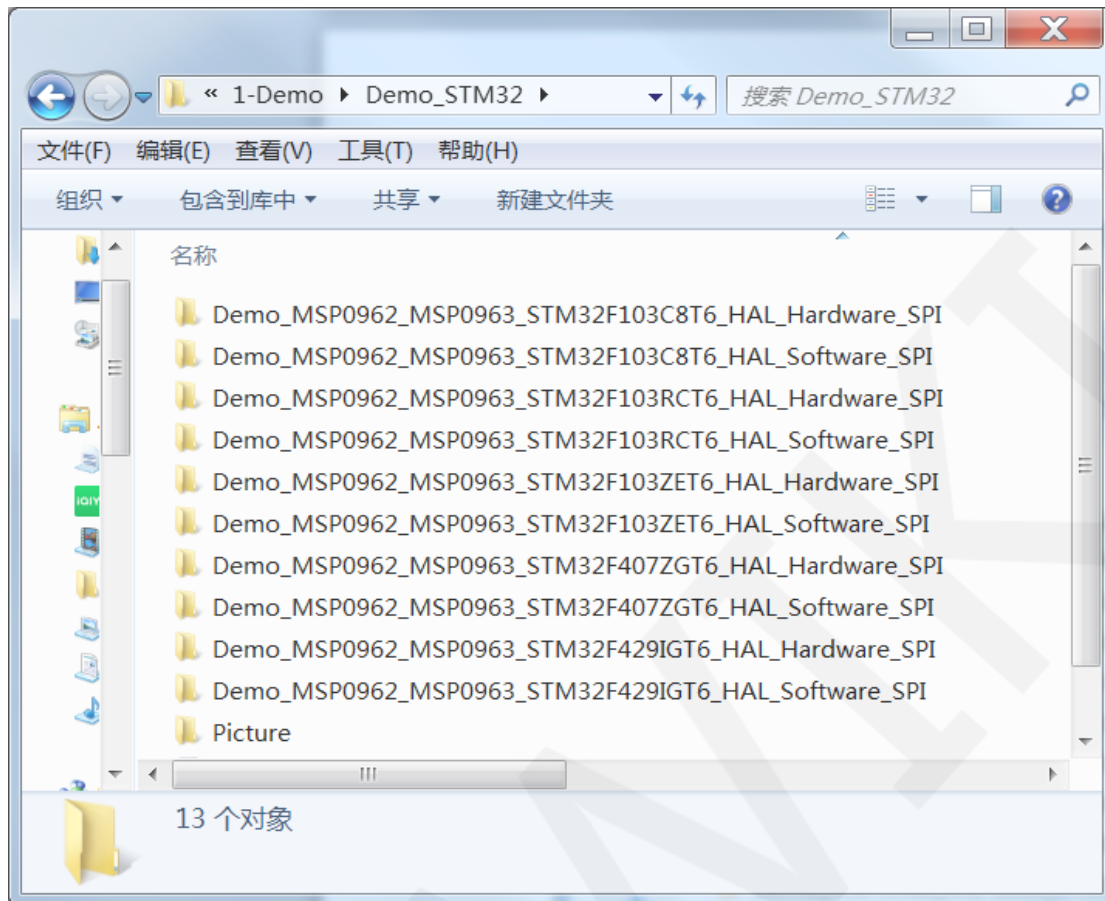 « 1-Demo Demo_STM32 搜索 Demo_STM32
文件(F) 编辑(E) 查看(V) 工具(T) 帮助(H)
组织 包含到库中 共享 新建文件夹
名称
Demo_MSP0962_MSP0963_STM32F103C8T6_HAL_Hardware_SPI
Demo_MSP0962_MSP0963_STM32F103C8T6_HAL_Software_SPI
Demo_MSP0962_MSP0963_STM32F103RCT6_HAL_Hardware_SPI
Demo_MSP0962_MSP0963_STM32F103RCT6_HAL_Software_SPI
Demo_MSP0962_MSP0963_STM32F103ZET6_HAL_Hardware_SPI
Demo_MSP0962_MSP0963_STM32F103ZET6_HAL_Software_SPI
Demo_MSP0962_MSP0963_STM32F407ZGT6_HAL_Hardware_SPI
Demo_MSP0962_MSP0963_STM32F407ZGT6_HAL_Software_SPI
Demo_MSP0962_MSP0963_STM32F429IGT6_HAL_Hardware_SPI
Demo_MSP0962_MSP0963_STM32F429IGT6_HAL_Software_SPI
Picture
13 个对象